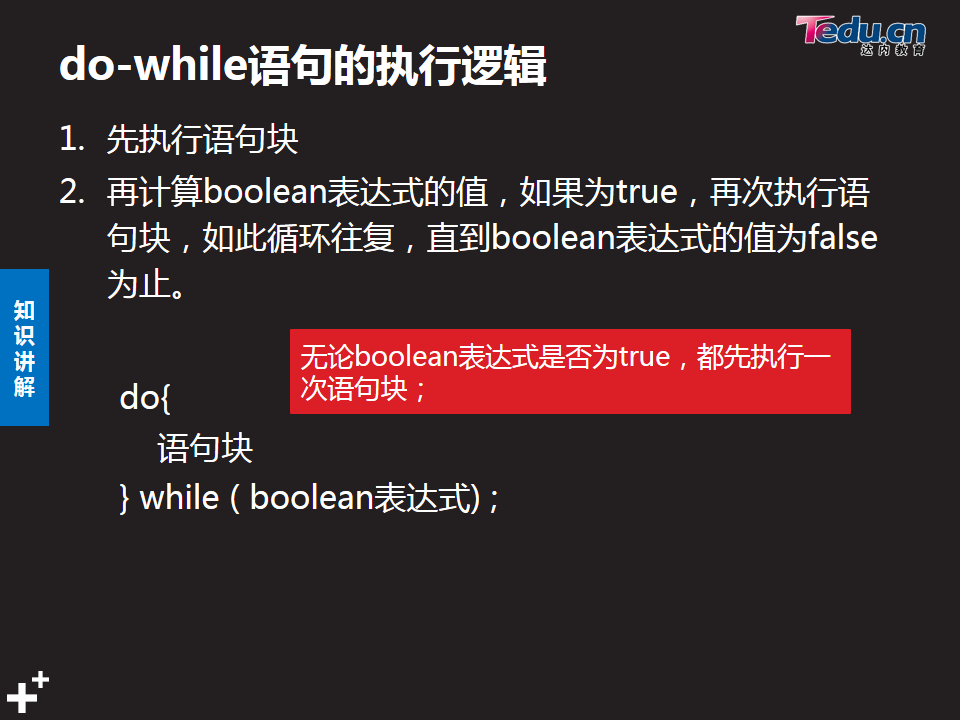 Tedu.cn
达内教育
do-while语句的执行逻辑
1. 先执行语句块
2. 再计算boolean表达式的值，如果为true，再次执行语
句块，如此循环往复，直到boolean表达式的值为false
为止。
知
识
讲
解
无论boolean表达式是否为true，都先执行一
次语句块；
do{
语句块
} while ( boolean表达式) ;